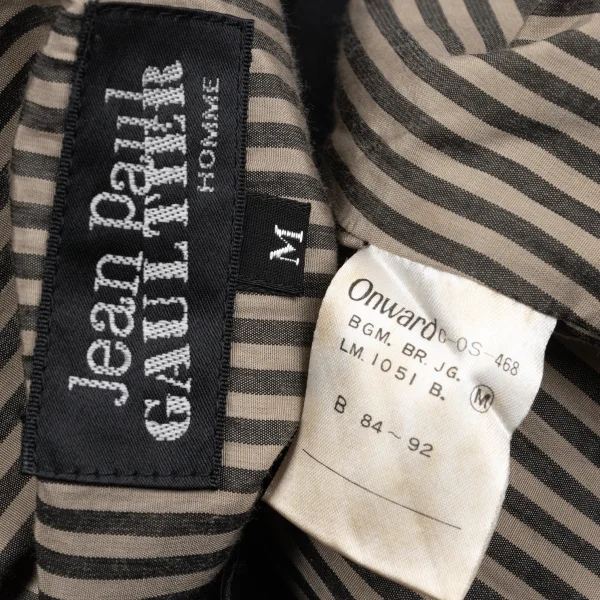 Jean Paul
GAULTIER
HOMME
M
Onward D-OS-468
BGM. BR. JG.
LM. 1051 B. M
B 84~92